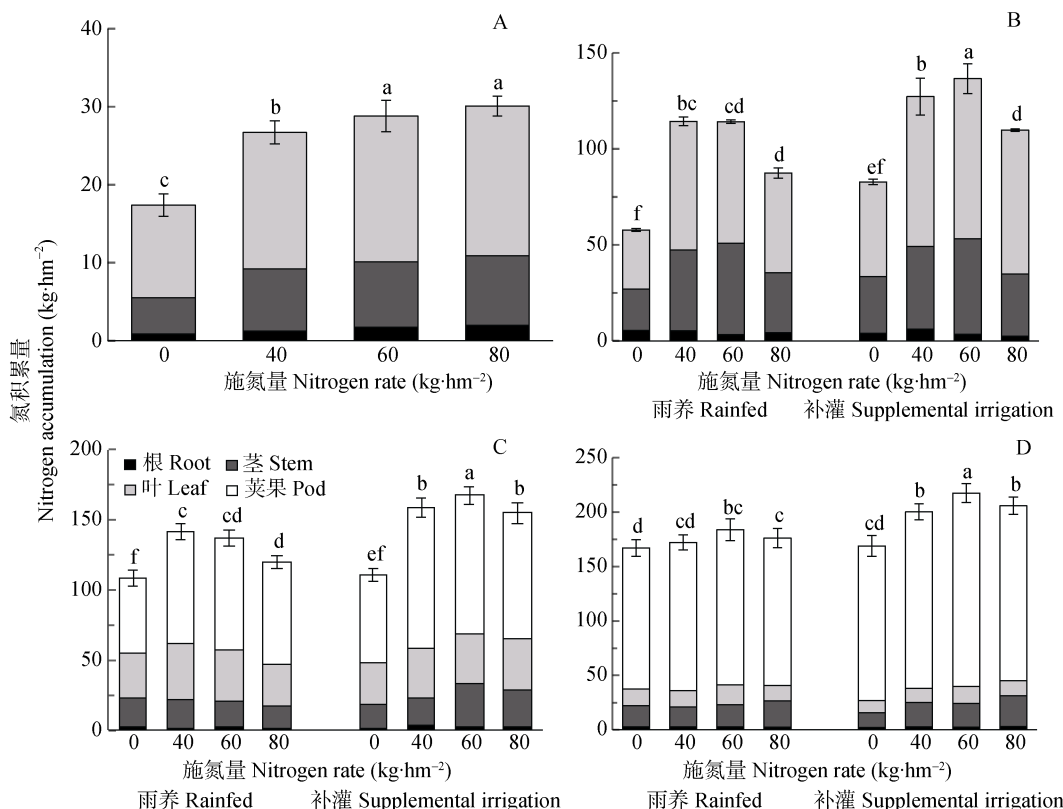 氮积累量
Nitrogen accumulation (kg·hm⁻²)
A
40
30
20
10
0
c
b
a
a
0 40 60 80
施氮量 Nitrogen rate (kg·hm⁻²)
B
150
100
50
0
f
bc
cd
d
ef
b
a
d
0 40 60 80 0 40 60 80
施氮量 Nitrogen rate (kg·hm⁻²)
雨养 Rainfed 补灌 Supplemental irrigation
C
200
150
100
50
0
根 Root 茎 Stem
叶 Leaf 荚果 Pod
f
c
cd
d
ef
b
a
b
0 40 60 80 0 40 60 80
施氮量 Nitrogen rate (kg·hm⁻²)
雨养 Rainfed 补灌 Supplemental irrigation
D
250
200
150
100
50
0
d
cd
bc
c
cd
b
a
b
0 40 60 80 0 40 60 80
施氮量 Nitrogen rate (kg·hm⁻²)
雨养 Rainfed 补灌 Supplemental irrigation